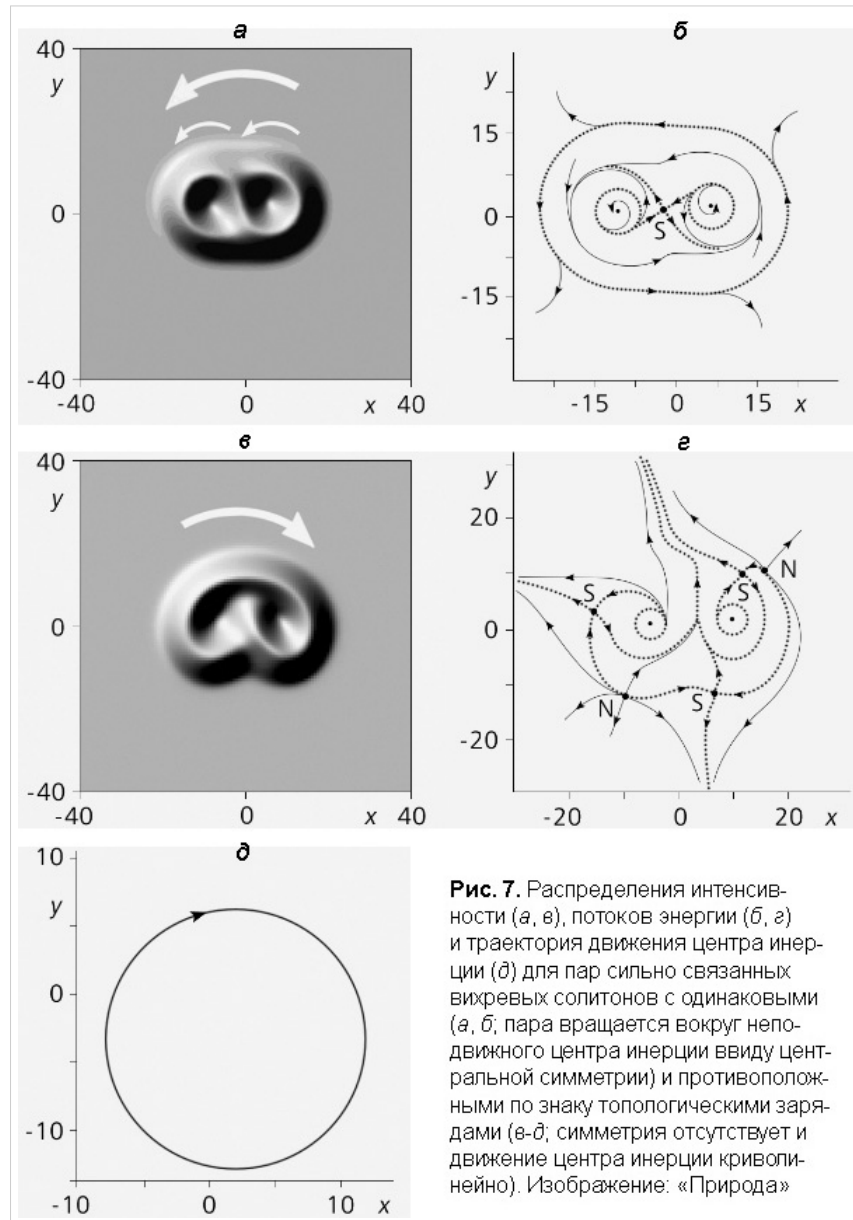 а
40
y
0
-40
-40
0
x
40
б
15
y
0
-15
S
-15
0
15
x
в
40
y
0
-40
-40
0
x
40
г
y
20
0
-20
N
S
S
N
S
-20
0
20
x
д
10
y
0
-10
-10
0
x
10
Рис. 7. Распределения интенсив-
ности (а, в), потоков энергии (б, г)
и траектория движения центра инер-
ции (д) для пар сильно связанных
вихревых солитонов с одинаковыми
(а, б; пара вращается вокруг непо-
движного центра инерции ввиду цент-
ральной симметрии) и противополож-
ными по знаку топологическими заря-
дами (в-д; симметрия отсутствует и
движение центра инерции криволи-
нейно). Изображение: «Природа»